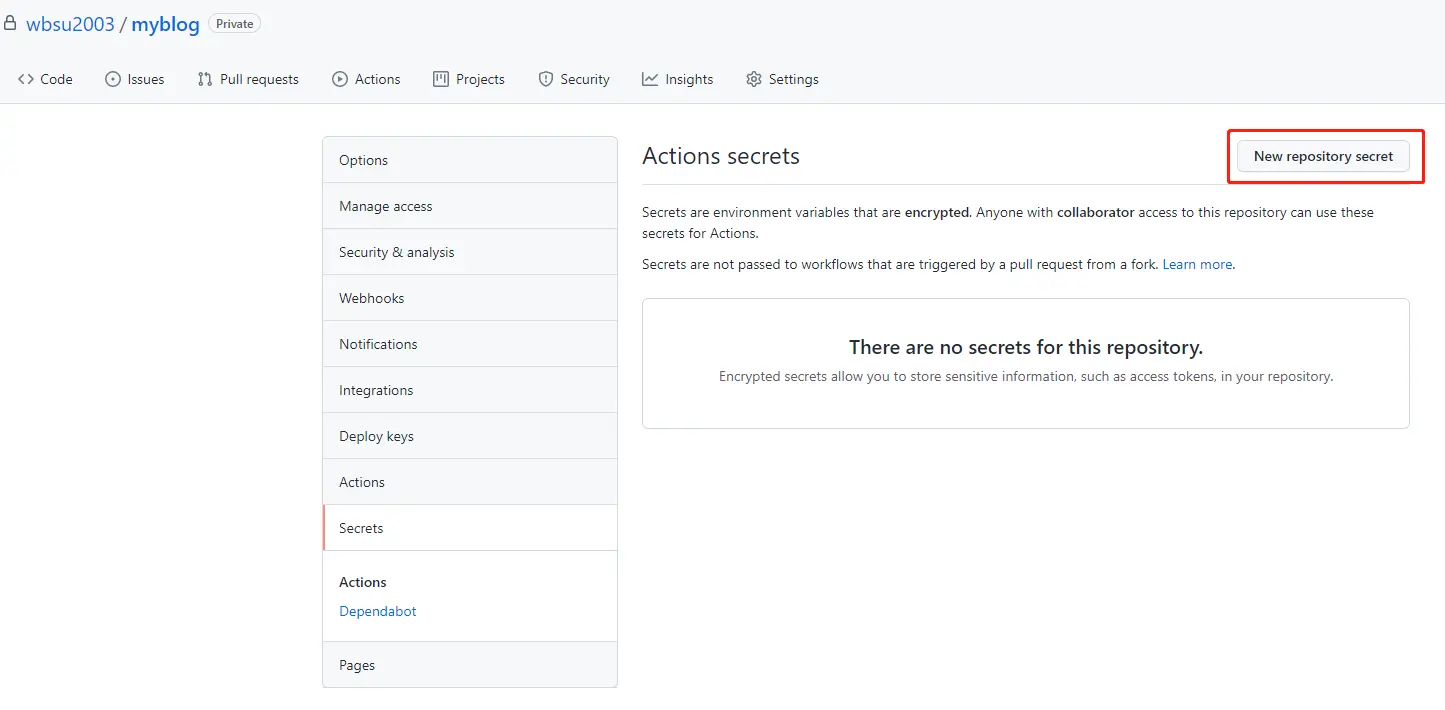 wbsu2003 / myblog Private
Code Issues Pull requests Actions Projects Security Insights Settings
Options
Manage access
Security & analysis
Webhooks
Notifications
Integrations
Deploy keys
Actions
Secrets
Actions
Dependabot
Pages
Actions secrets
New repository secret
Secrets are environment variables that are encrypted. Anyone with collaborator access to this repository can use these
secrets for Actions.
Secrets are not passed to workflows that are triggered by a pull request from a fork. Learn more.
There are no secrets for this repository.
Encrypted secrets allow you to store sensitive information, such as access tokens, in your repository.